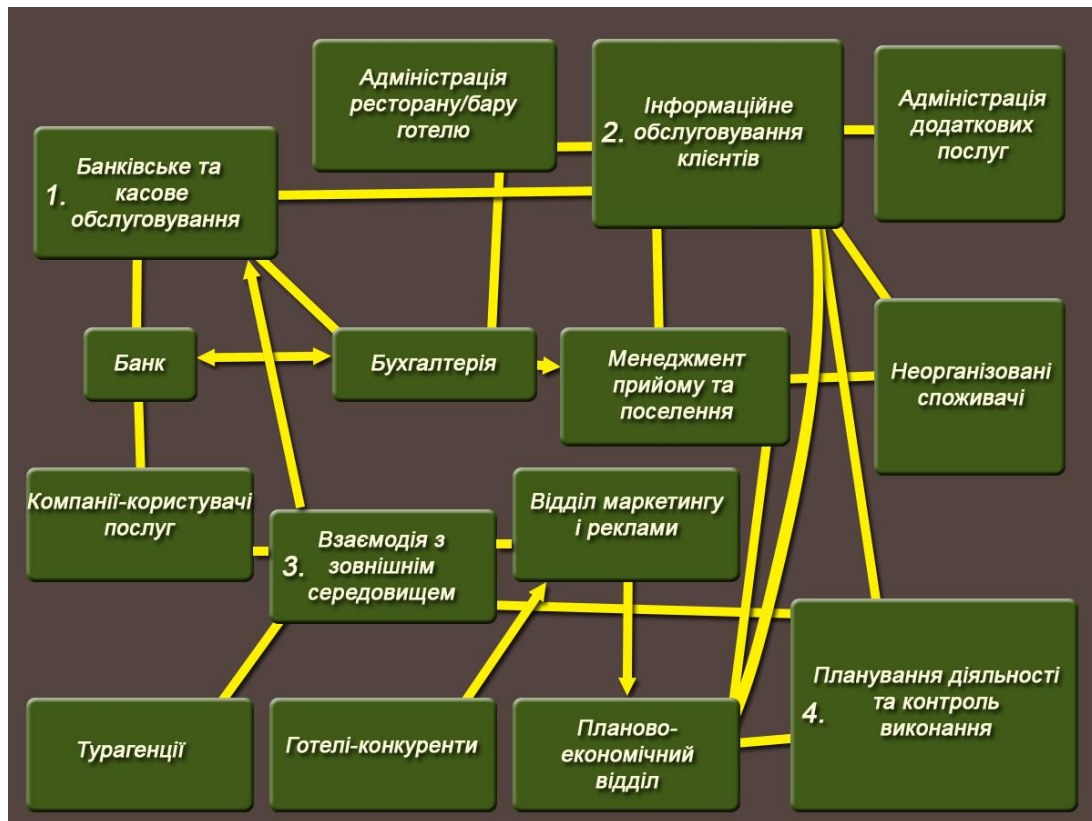 Адміністрація
ресторану/бару
готелю
2.
Інформаційне
обслуговування
клієнтів
Адміністрація
додаткових
послуг
1.
Банківське та
касове
обслуговування
Банк
Бухгалтерія
Менеджмент
прийому та
поселення
Неорганізовані
споживачі
Компанії-користувачі
послуг
3.
Взаємодія з
зовнішнім
середовищем
Відділ маркетингу
і реклами
Турагенції
Готелі-конкуренти
Планово-
економічний
відділ
4.
Планування діяльності
та контроль
виконання